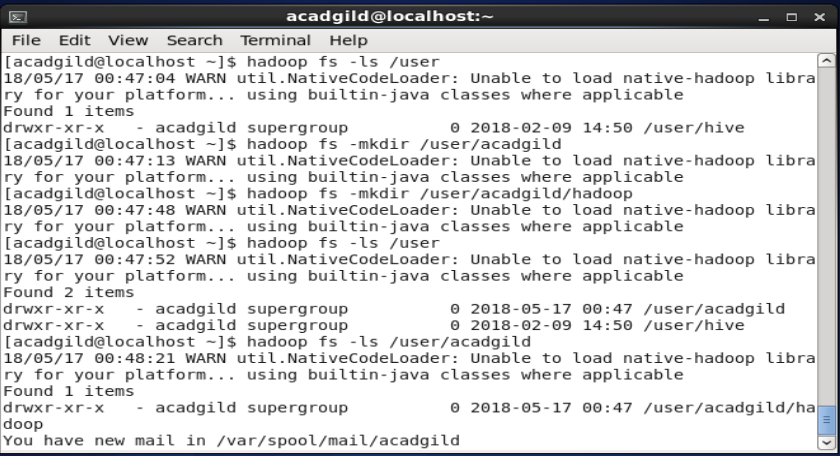 acadgild@localhost:~
File Edit View Search Terminal Help
[acadgild@localhost ~]$ hadoop fs -ls /user
18/05/17 00:47:04 WARN util.NativeCodeLoader: Unable to load native-hadoop libra
ry for your platform... using builtin-java classes where applicable
Found 1 items
drwxr-xr-x   - acadgild supergroup          0 2018-02-09 14:50 /user/hive
[acadgild@localhost ~]$ hadoop fs -mkdir /user/acadgild
18/05/17 00:47:13 WARN util.NativeCodeLoader: Unable to load native-hadoop libra
ry for your platform... using builtin-java classes where applicable
[acadgild@localhost ~]$ hadoop fs -mkdir /user/acadgild/hadoop
18/05/17 00:47:48 WARN util.NativeCodeLoader: Unable to load native-hadoop libra
ry for your platform... using builtin-java classes where applicable
[acadgild@localhost ~]$ hadoop fs -ls /user
18/05/17 00:47:52 WARN util.NativeCodeLoader: Unable to load native-hadoop libra
ry for your platform... using builtin-java classes where applicable
Found 2 items
drwxr-xr-x   - acadgild supergroup          0 2018-05-17 00:47 /user/acadgild
drwxr-xr-x   - acadgild supergroup          0 2018-02-09 14:50 /user/hive
[acadgild@localhost ~]$ hadoop fs -ls /user/acadgild
18/05/17 00:48:21 WARN util.NativeCodeLoader: Unable to load native-hadoop libra
ry for your platform... using builtin-java classes where applicable
Found 1 items
drwxr-xr-x   - acadgild supergroup          0 2018-05-17 00:47 /user/acadgild/ha
doop
You have new mail in /var/spool/mail/acadgild